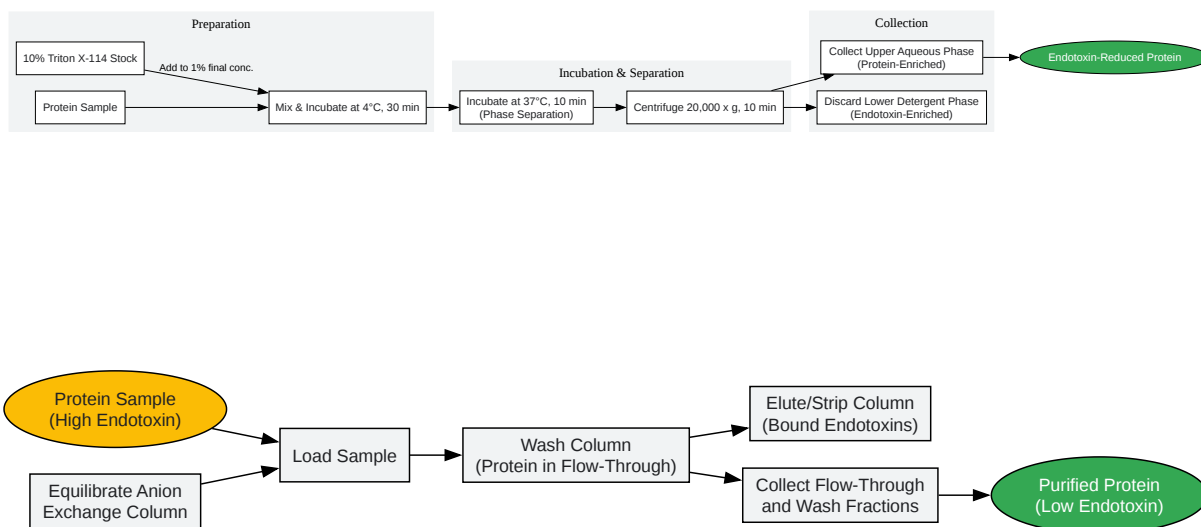 Preparation
10% Triton X-114 Stock
Add to 1% final conc.
Protein Sample
Mix & Incubate at 4°C, 30 min
Incubation & Separation
Incubate at 37°C, 10 min
(Phase Separation)
Centrifuge 20,000 x g, 10 min
Collection
Collect Upper Aqueous Phase
(Protein-Enriched)
Discard Lower Detergent Phase
(Endotoxin-Enriched)
Endotoxin-Reduced Protein
Protein Sample
(High Endotoxin)
Equilibrate Anion
Exchange Column
Load Sample
Wash Column
(Protein in Flow-Through)
Elute/Strip Column
(Bound Endotoxins)
Collect Flow-Through
and Wash Fractions
Purified Protein
(Low Endotoxin)